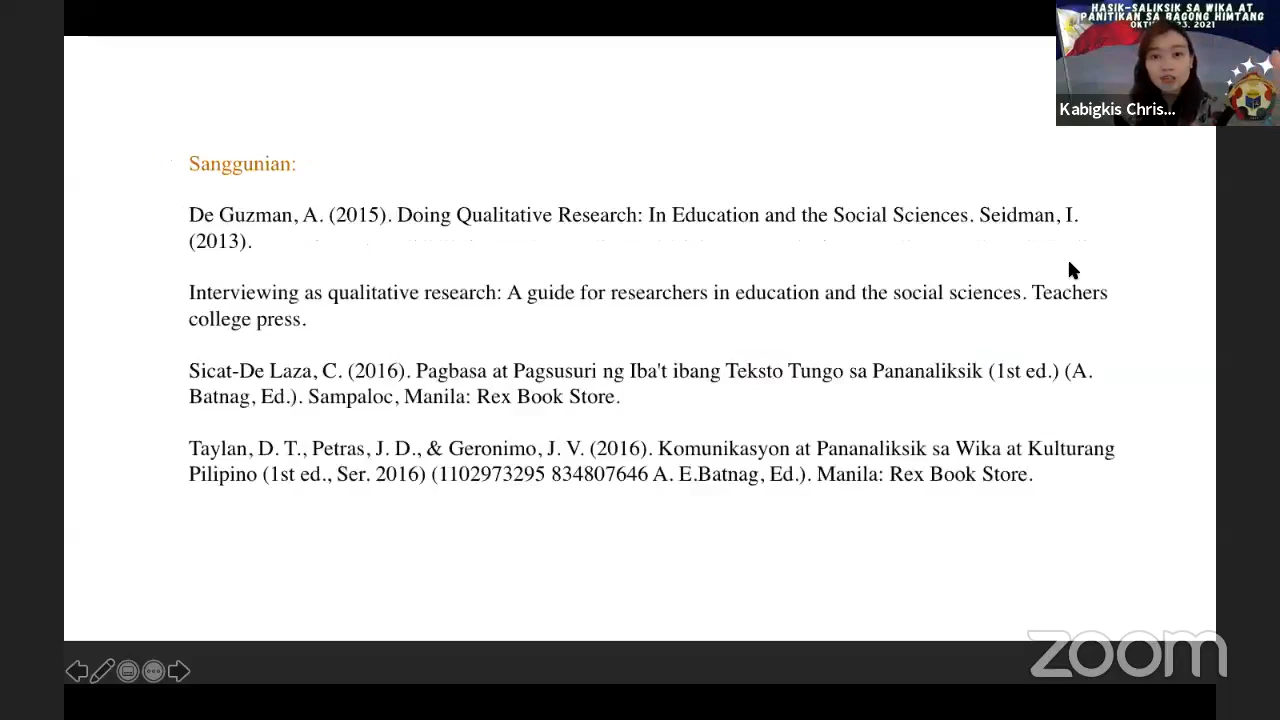 HASIK-SALIKSIK SA WIKA AT
PANITIKAN SA BAGONG HIMTANG
2021
Kabigkis Chris...
Sanggunian:
De Guzman, A. (2015). Doing Qualitative Research: In Education and the Social Sciences. Seidman, I.
(2013).
Interviewing as qualitative research: A guide for researchers in education and the social sciences. Teachers
college press.
Sicat-De Laza, C. (2016). Pagbasa at Pagsusuri ng Iba't ibang Teksto Tungo sa Pananaliksik (1st ed.) (A.
Batnag, Ed.). Sampaloc, Manila: Rex Book Store.
Taylan, D. T., Petras, J. D., & Geronimo, J. V. (2016). Komunikasyon at Pananaliksik sa Wika at Kulturang
Pilipino (1st ed., Ser. 2016) (1102973295 834807646 A. E.Batnag, Ed.). Manila: Rex Book Store.
zoom